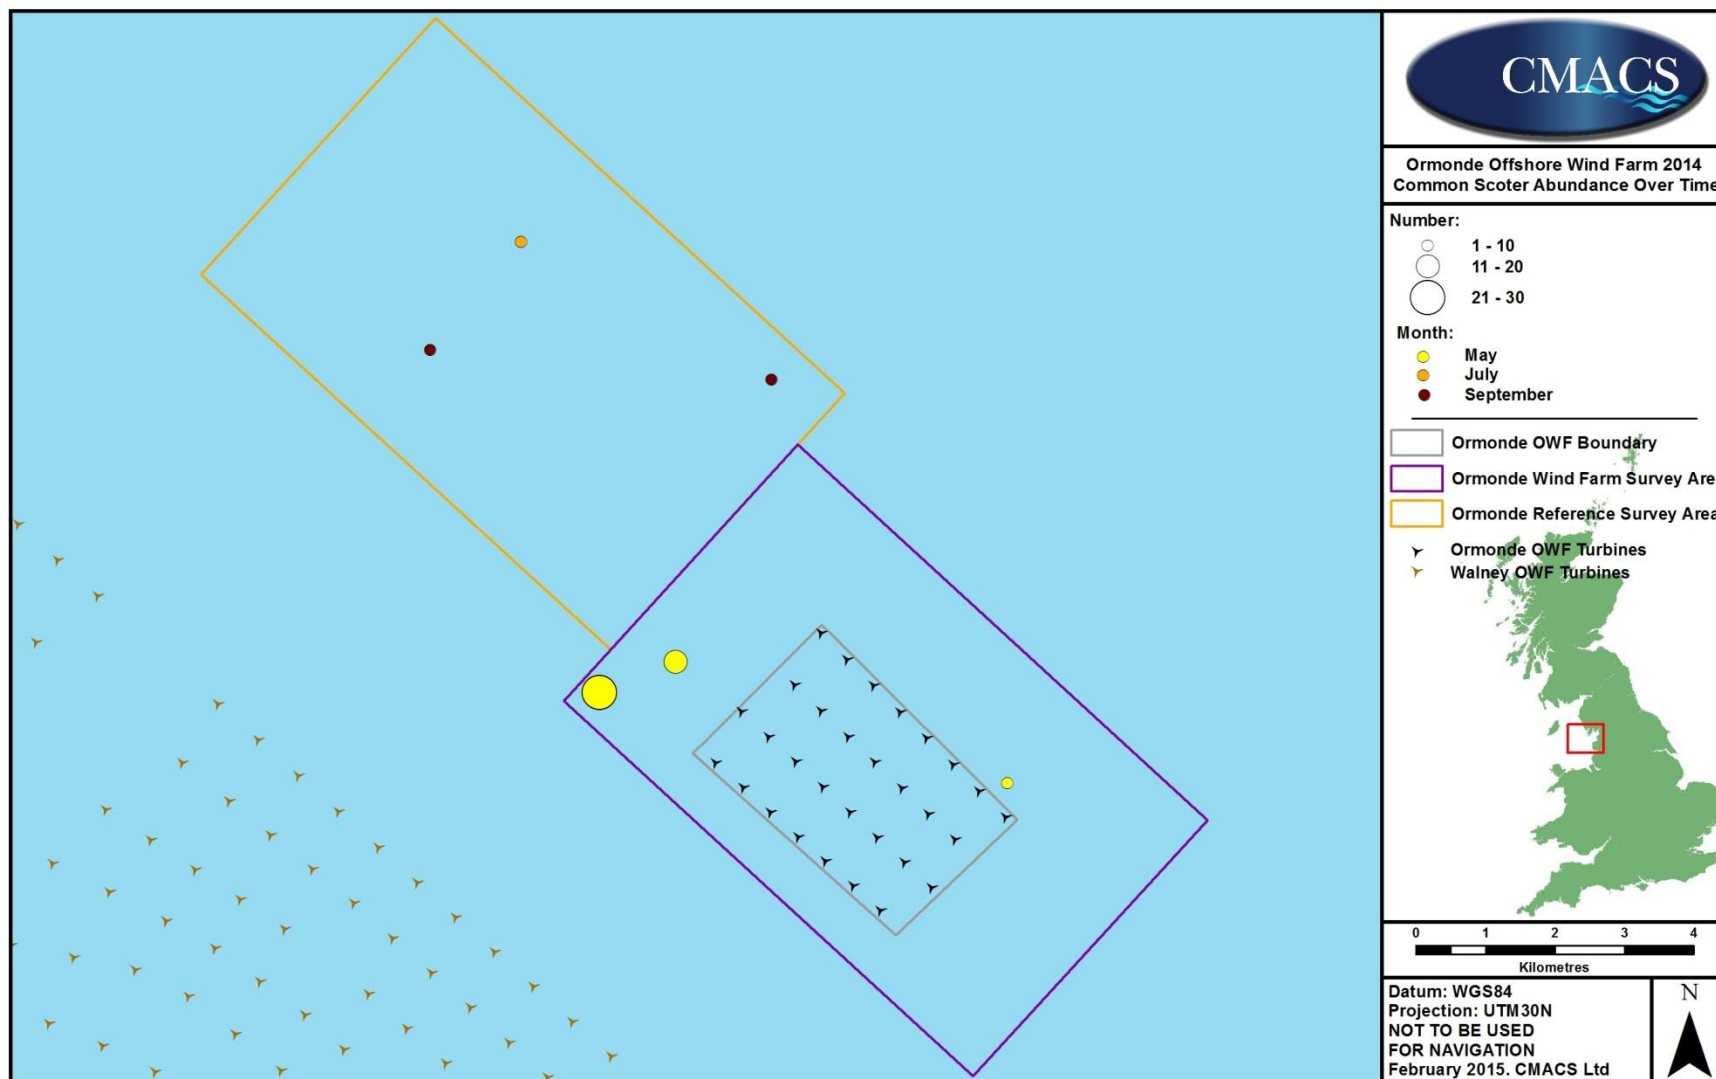 CMACS
Ormonde Offshore Wind Farm 2014
Common Scoter Abundance Over Time
Number:
1 - 10
11 - 20
21 - 30
Month:
May
July
September
Ormonde OWF Boundary
Ormonde Wind Farm Survey Are
Ormonde Reference Survey Area
Ormonde OWF Turbines
Walney OWF Turbines
0 1 2 3 4
Kilometres
Datum: WGS84
Projection: UTM30N
NOT TO BE USED
FOR NAVIGATION
February 2015. CMACS Ltd
N